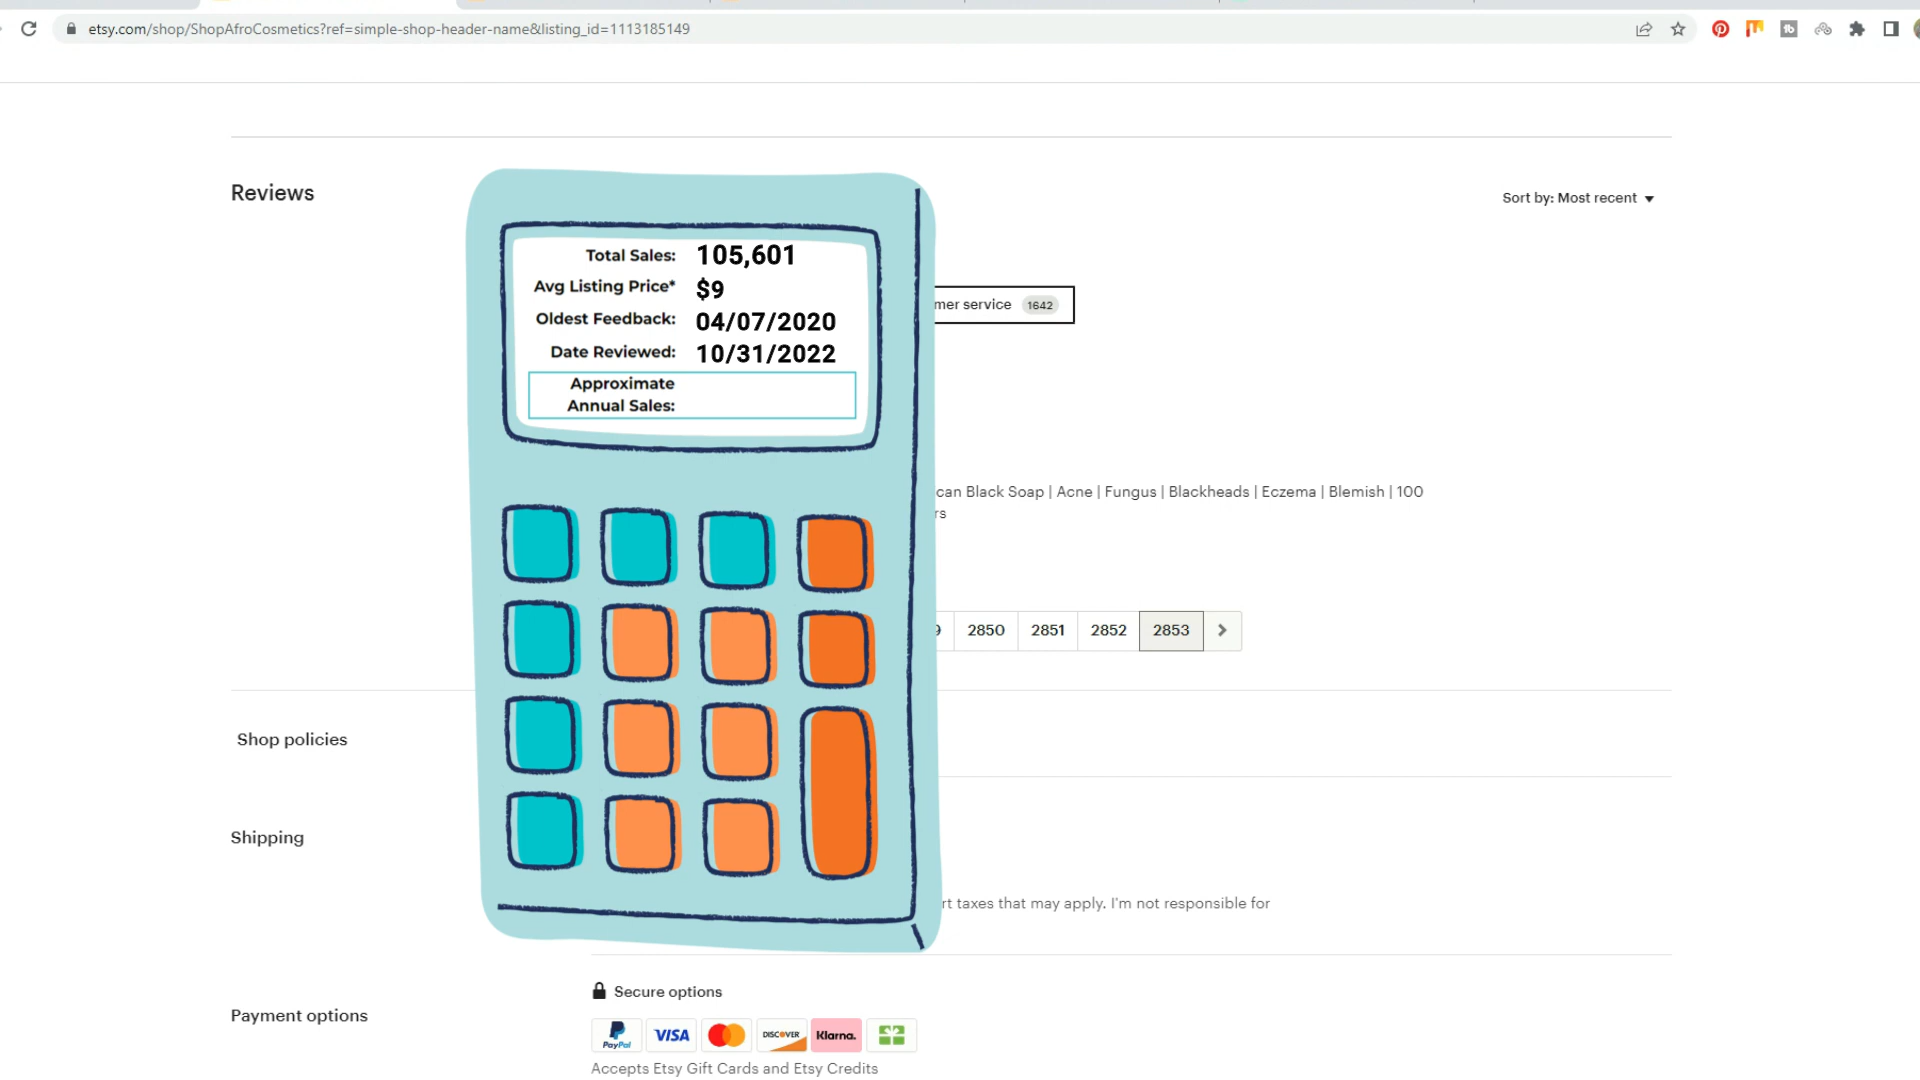 etsy.com/shop/ShopAfroCosmetics?ref=simple-shop-header-name&listing_id=1113185149
Reviews
Sort by: Most recent
Total Sales: 105,601
Avg Listing Price* $9
Oldest Feedback: 04/07/2020
Date Reviewed: 10/31/2022
Approximate
Annual Sales:
mer service 1642
can Black Soap | Acne | Fungus | Blackheads | Eczema | Blemish | 100
rs
9 2850 2851 2852 2853
Shop policies
Shipping
rt taxes that may apply. I'm not responsible for
Secure options
Payment options
PayPal VISA DISCOVER Klarna.
Accepts Etsy Gift Cards and Etsy Credits